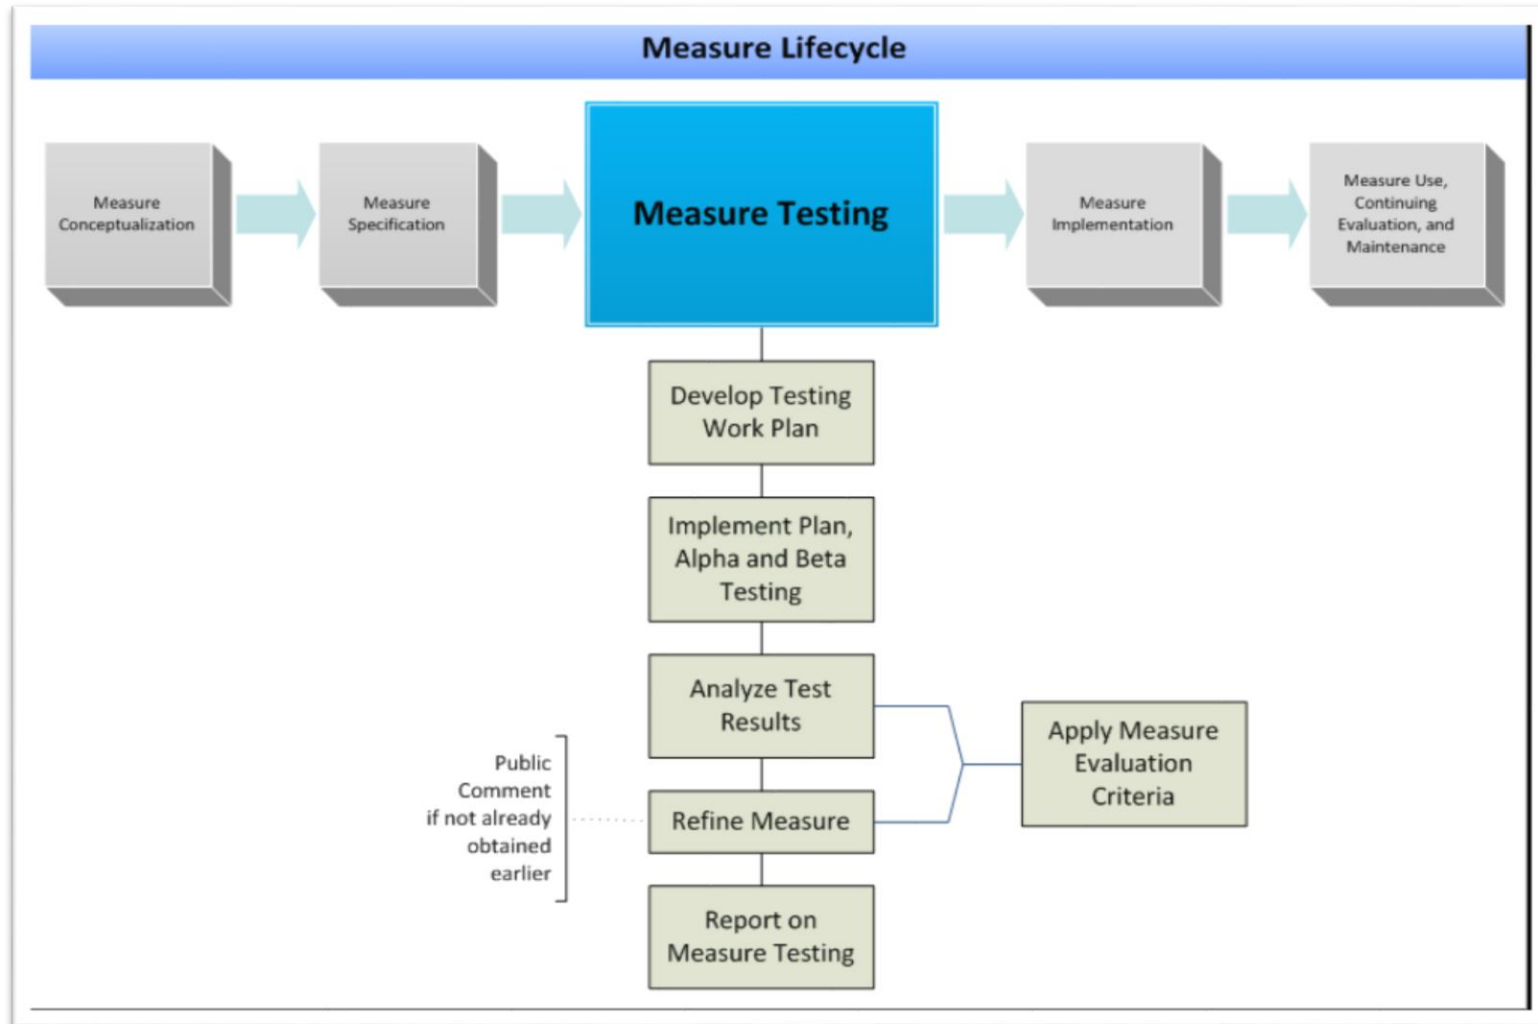 Measure Lifecycle
Measure
Conceptualization
Measure
Specification
Measure Testing
Measure
Implementation
Measure Use,
Continuing
Evaluation, and
Maintenance
Develop Testing
Work Plan
Implement Plan,
Alpha and Beta
Testing
Analyze Test
Results
Apply Measure
Evaluation
Criteria
Public
Comment
if not already
obtained
earlier
Refine Measure
Report on
Measure Testing